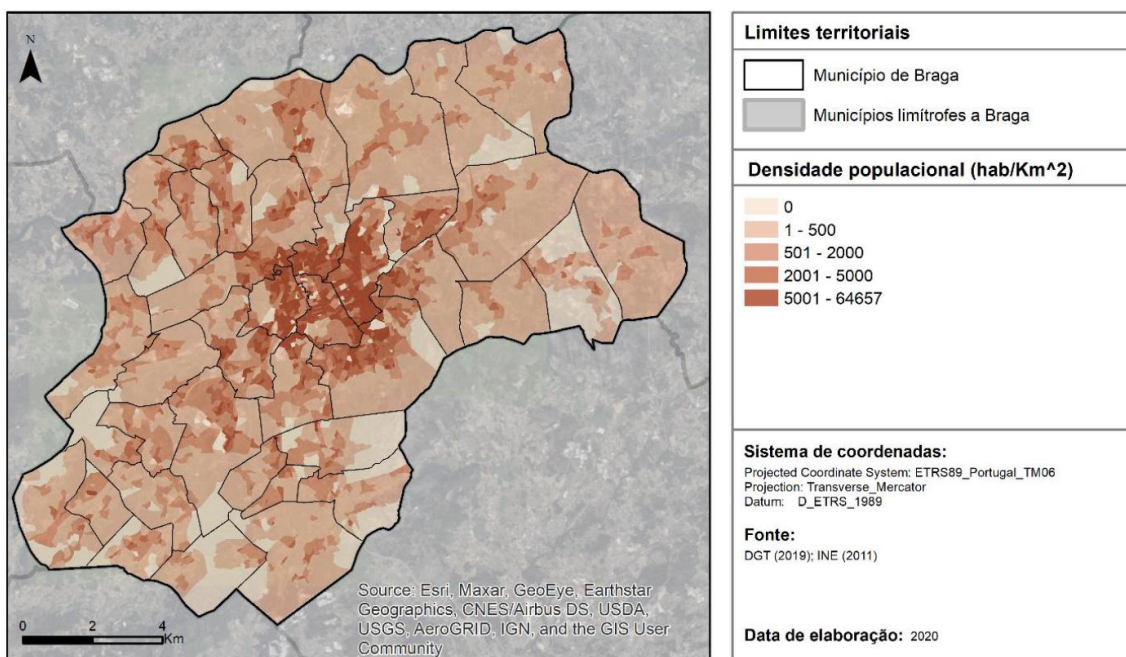 N
0 2 4
Km
Source: Esri, Maxar, GeoEye, Earthstar
Geographics, CNES/Airbus DS, USDA,
USGS, AeroGRID, IGN, and the GIS User
Community
Limites territoriais
Município de Braga
Municípios limítrofes a Braga
Densidade populacional (hab/Km^2)
0
1 - 500
501 - 2000
2001 - 5000
5001 - 64657
Sistema de coordenadas:
Projected Coordinate System: ETRS89_Portugal_TM06
Projection: Transverse_Mercator
Datum: D_ETRS_1989
Fonte:
DGT (2019); INE (2011)
Data de elaboração: 2020